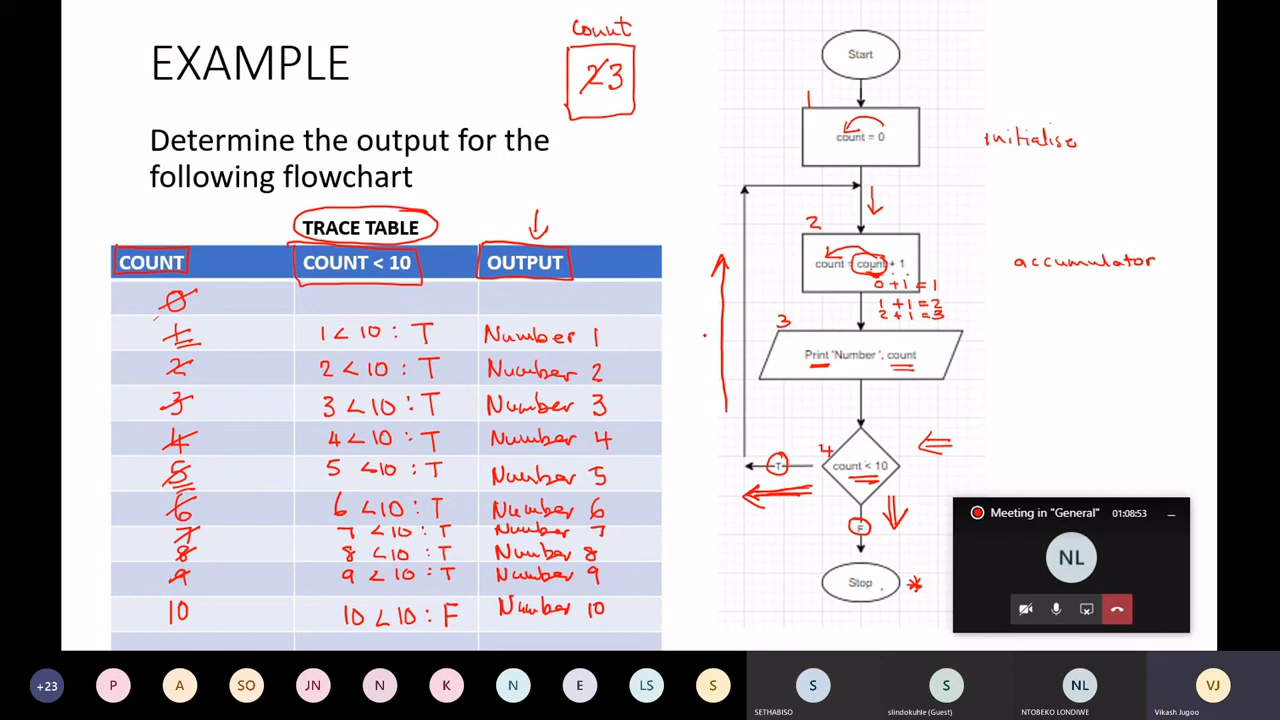 EXAMPLE
count
2 3
Determine the output for the
following flowchart
TRACE TABLE
COUNT COUNT < 10 OUTPUT
0
1 1 < 10 : T Number 1
2 2 < 10 : T Number 2
3 3 < 10 : T Number 3
4 4 < 10 : T Number 4
5 5 < 10 : T Number 5
6 6 < 10 : T Number 6
7 7 < 10 : T Number 7
8 8 < 10 : T Number 8
9 9 < 10 : T Number 9
10 10 < 10 : F Number 10
Start
1
count = 0
initialise
2
count = count + 1
accumulator
0 + 1 = 1
1 + 1 = 2
2 + 1 = 3
3
Print 'Number ', count
4
count < 10
T
F
Stop *
Meeting in "General" 01:08:53
NL
+23 P A SO JN N K N E LS S S S NL VJ
SETHABISO slindokuhle (Guest) NTOBEKO LONDIWE Vikash Jugoo